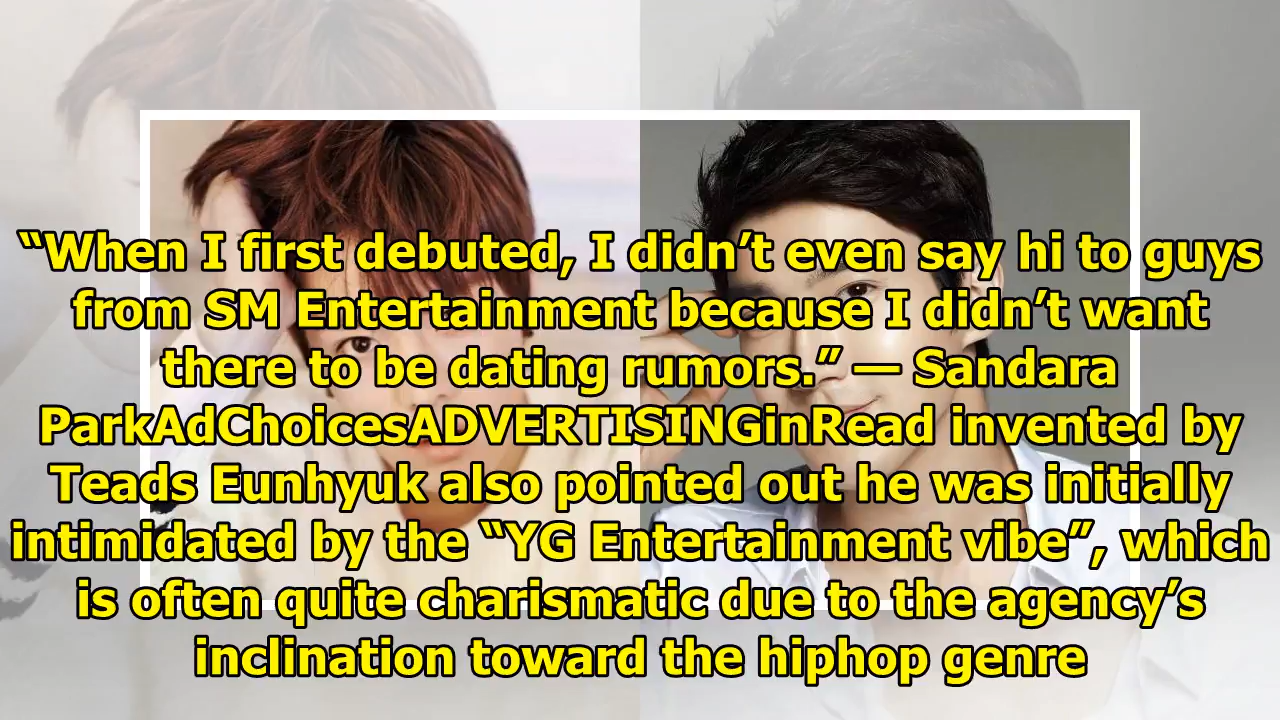 “When I first debuted, I didn’t even say hi to guys
from SM Entertainment because I didn’t want
there to be dating rumors.” — Sandara
ParkAdChoicesADVERTISINGinRead invented by
Teads Eunhyuk also pointed out he was initially
intimidated by the “YG Entertainment vibe”, which
is often quite charismatic due to the agency’s
inclination toward the hiphop genre